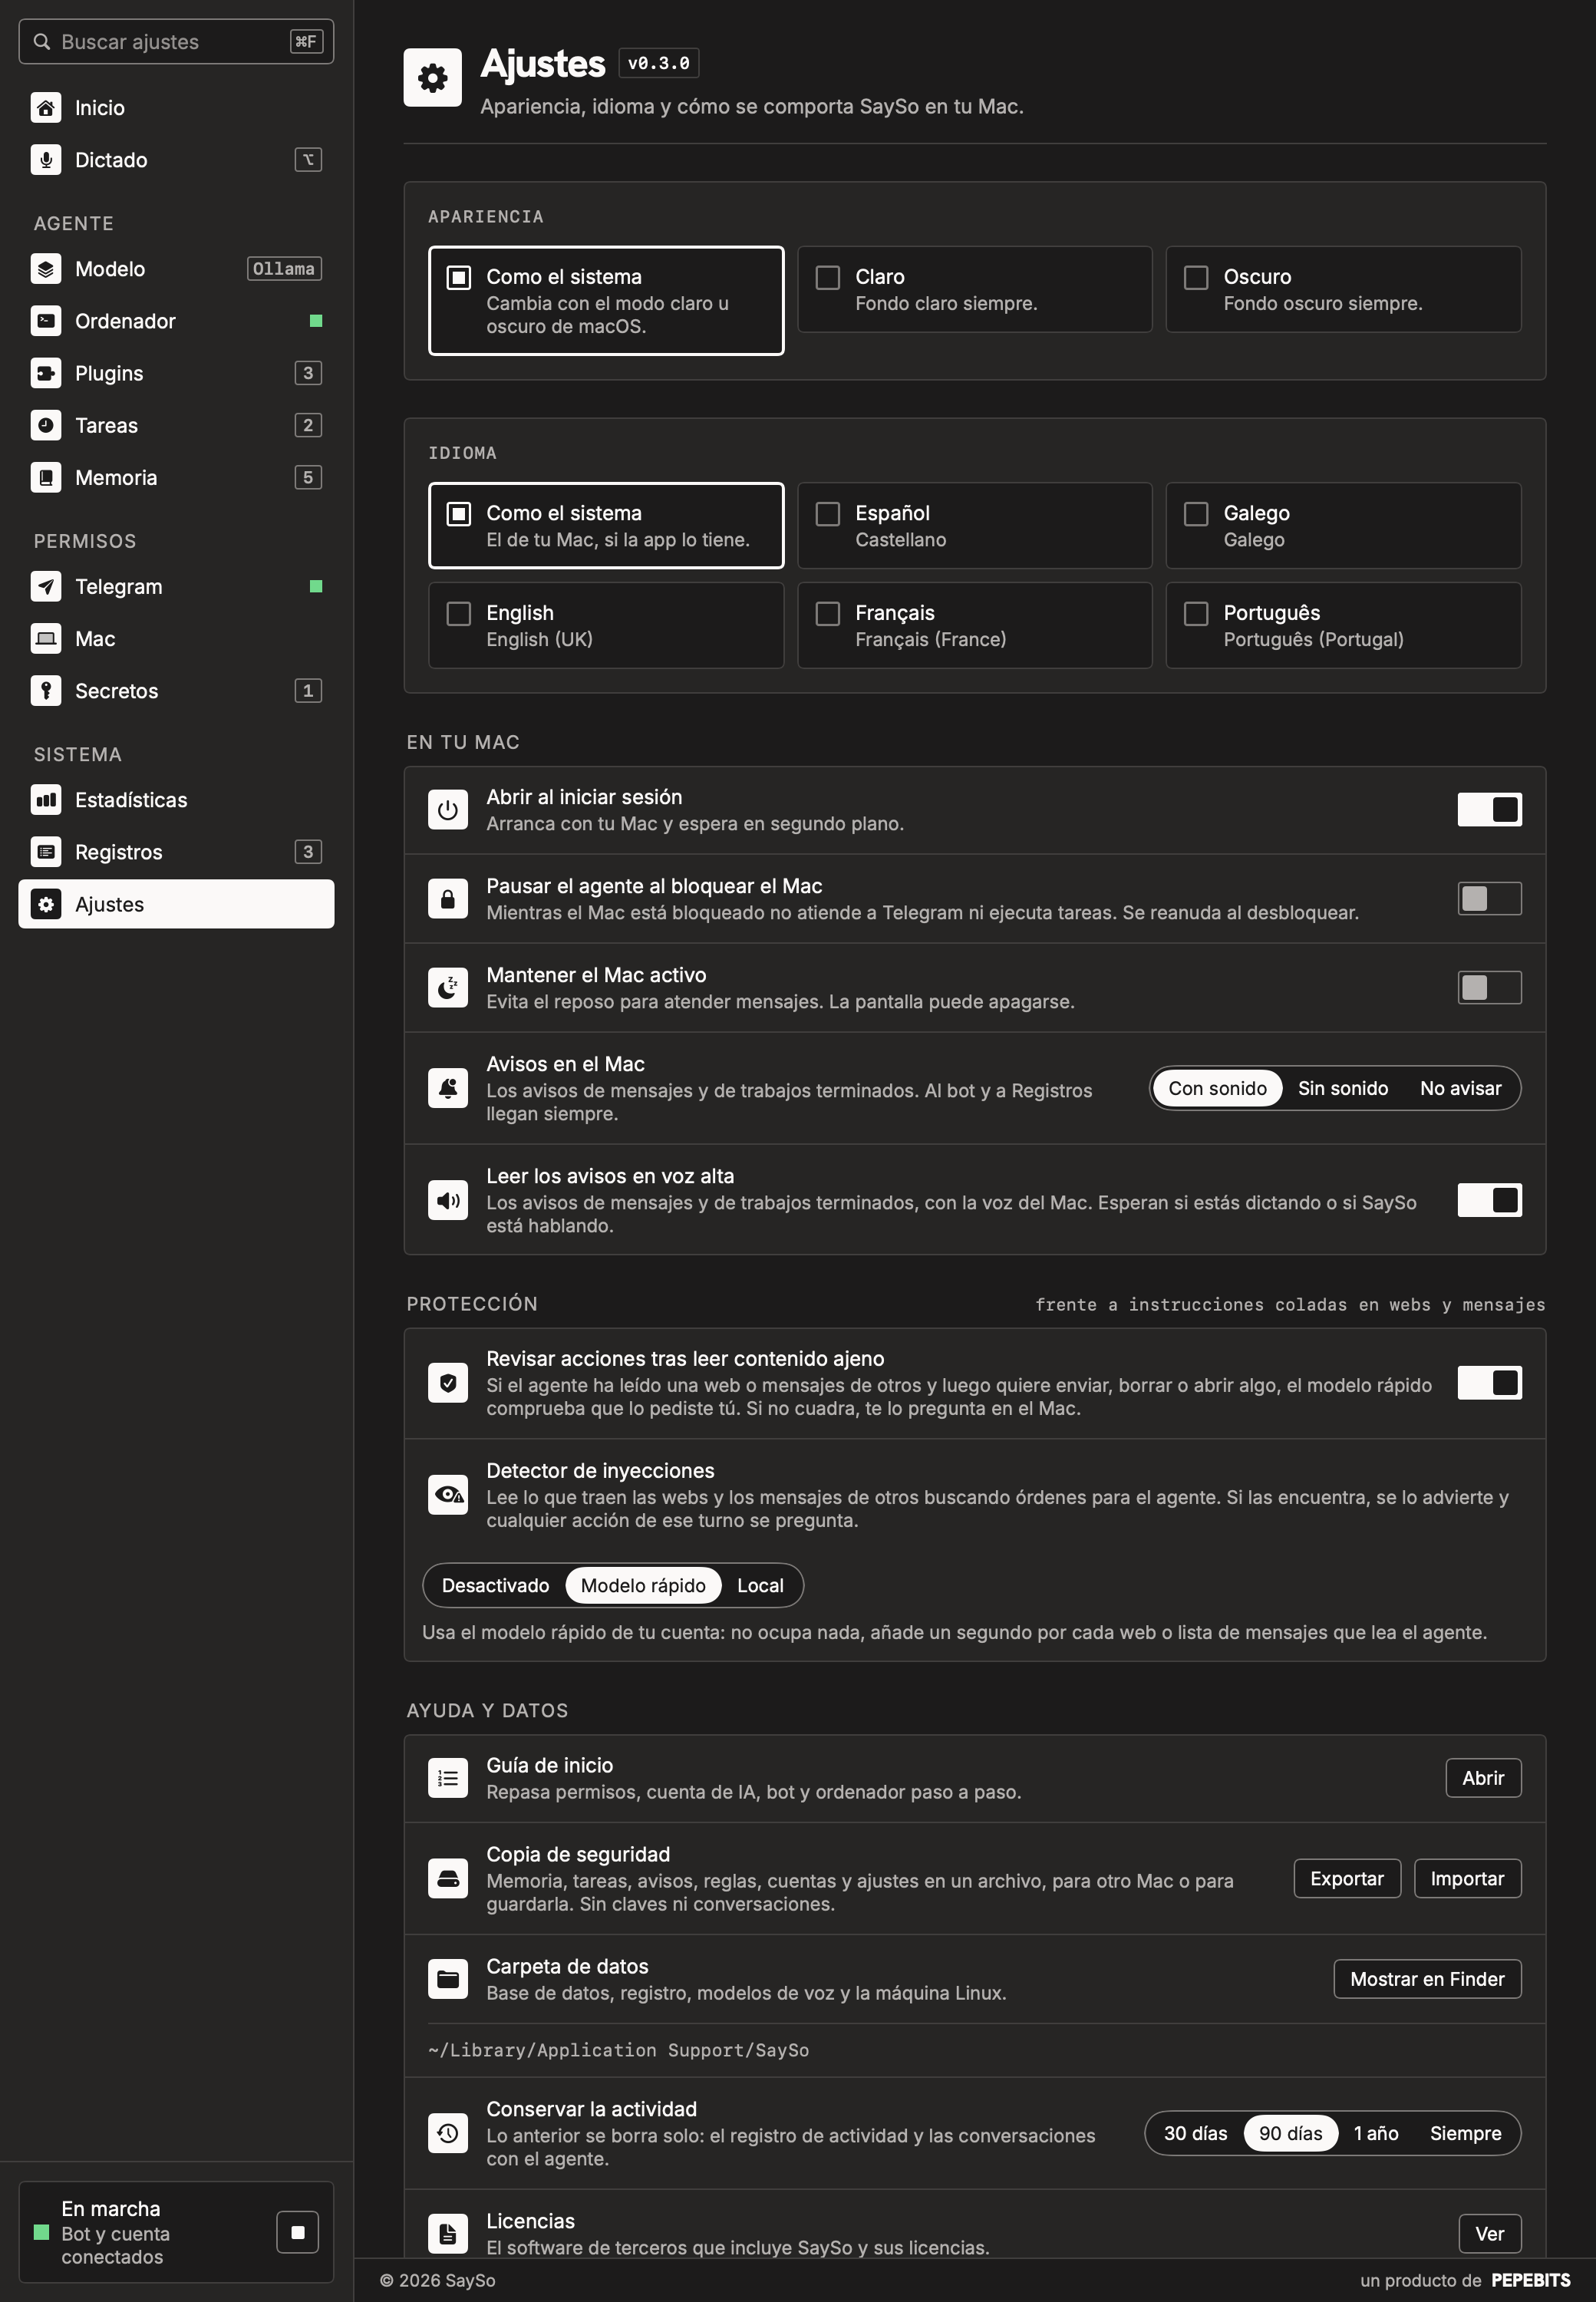 Buscar ajustes ⌘F
Inicio
Dictado ⌥
AGENTE
Modelo Ollama
Ordenador
Plugins 3
Tareas 2
Memoria 5
PERMISOS
Telegram
Mac
Secretos 1
SISTEMA
Estadísticas
Registros 3
Ajustes
En marcha
Bot y cuenta
conectados
Ajustes v0.3.0
Apariencia, idioma y cómo se comporta SaySo en tu Mac.
APARIENCIA
Como el sistema
Cambia con el modo claro u
oscuro de macOS.
Claro
Fondo claro siempre.
Oscuro
Fondo oscuro siempre.
IDIOMA
Como el sistema
El de tu Mac, si la app lo tiene.
Español
Castellano
Galego
Galego
English
English (UK)
Français
Français (France)
Português
Português (Portugal)
EN TU MAC
Abrir al iniciar sesión
Arranca con tu Mac y espera en segundo plano.
Pausar el agente al bloquear el Mac
Mientras el Mac está bloqueado no atiende a Telegram ni ejecuta tareas. Se reanuda al desbloquear.
Mantener el Mac activo
Evita el reposo para atender mensajes. La pantalla puede apagarse.
Avisos en el Mac
Los avisos de mensajes y de trabajos terminados. Al bot y a Registros
llegan siempre.
Con sonido Sin sonido No avisar
Leer los avisos en voz alta
Los avisos de mensajes y de trabajos terminados, con la voz del Mac. Esperan si estás dictando o si SaySo
está hablando.
PROTECCIÓN frente a instrucciones coladas en webs y mensajes
Revisar acciones tras leer contenido ajeno
Si el agente ha leído una web o mensajes de otros y luego quiere enviar, borrar o abrir algo, el modelo rápido
comprueba que lo pediste tú. Si no cuadra, te lo pregunta en el Mac.
Detector de inyecciones
Lee lo que traen las webs y los mensajes de otros buscando órdenes para el agente. Si las encuentra, se lo advierte y
cualquier acción de ese turno se pregunta.
Desactivado Modelo rápido Local
Usa el modelo rápido de tu cuenta: no ocupa nada, añade un segundo por cada web o lista de mensajes que lea el agente.
AYUDA Y DATOS
Guía de inicio
Repasa permisos, cuenta de IA, bot y ordenador paso a paso.
Abrir
Copia de seguridad
Memoria, tareas, avisos, reglas, cuentas y ajustes en un archivo, para otro Mac o para
guardarla. Sin claves ni conversaciones.
Exportar Importar
Carpeta de datos
Base de datos, registro, modelos de voz y la máquina Linux.
Mostrar en Finder
~/Library/Application Support/SaySo
Conservar la actividad
Lo anterior se borra solo: el registro de actividad y las conversaciones
con el agente.
30 días 90 días 1 año Siempre
Licencias
El software de terceros que incluye SaySo y sus licencias.
Ver
© 2026 SaySo un producto de PEPEBITS